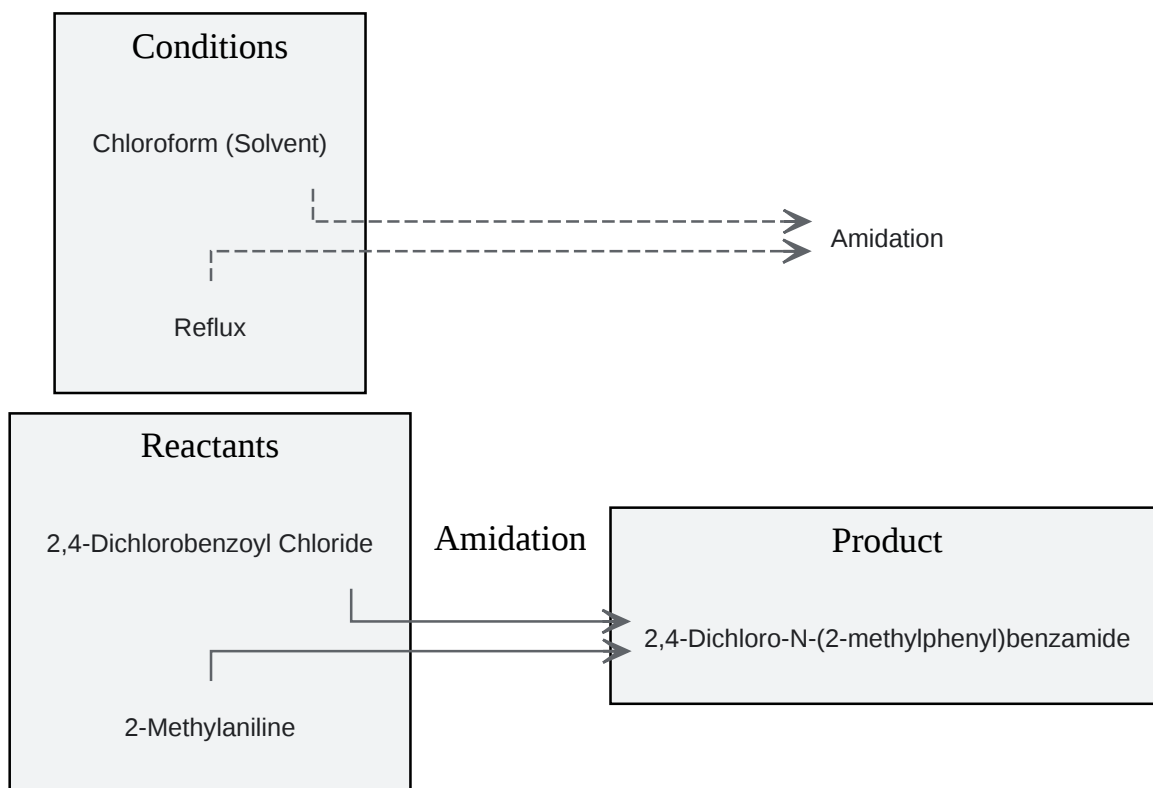 Conditions
Chloroform (Solvent)
Amidation
Reflux
Reactants
2,4-Dichlorobenzoyl Chloride
Amidation
Product
2,4-Dichloro-N-(2-methylphenyl)benzamide
2-Methylaniline